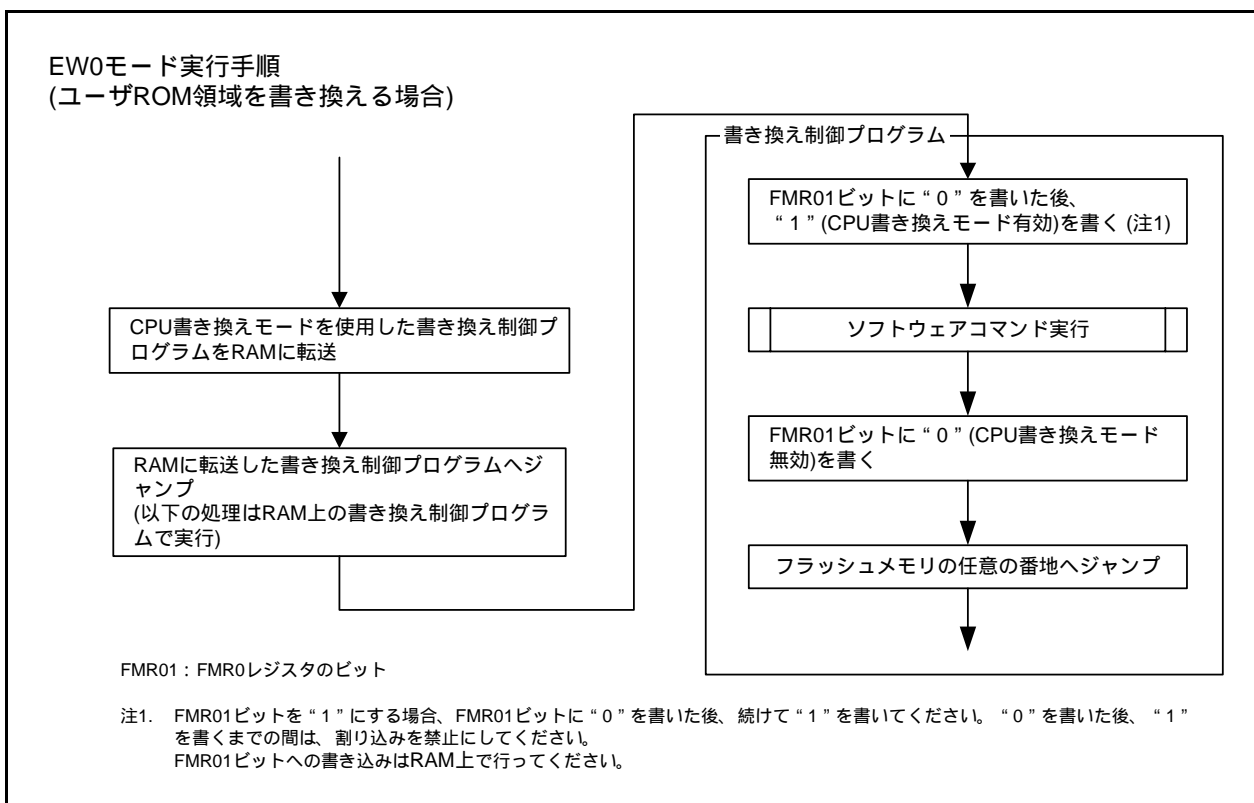 EW0モード実行手順
(ユーザROM領域を書き換える場合)
CPU書き換えモードを使用した書き換え制御プ
ログラムをRAMに転送
RAMに転送した書き換え制御プログラムへジ
ャンプ
(以下の処理はRAM上の書き換え制御プログラ
ムで実行)
書き換え制御プログラム
FMR01ビットに“0”を書いた後、
“1”(CPU書き換えモード有効)を書く (注1)
ソフトウェアコマンド実行
FMR01ビットに“0”(CPU書き換えモード
無効)を書く
フラッシュメモリの任意の番地へジャンプ
FMR01:FMR0レジスタのビット
注1. FMR01ビットを“1”にする場合、FMR01ビットに“0”を書いた後、続けて“1”を書いてください。“0”を書いた後、“1”
を書くまでの間は、割り込みを禁止にしてください。
FMR01ビットへの書き込みはRAM上で行ってください。